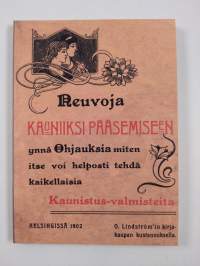 Neuvoja
KAUNIIKSI PÄÄSEMISEEN
ynnä Ohjauksia miten
itse voi helposti tehdä
kaikellaisia
Kaunistus-valmisteita
HELSINGISSÄ 1902
O. Lindström'in kirja-
kaupan kustannuksella.